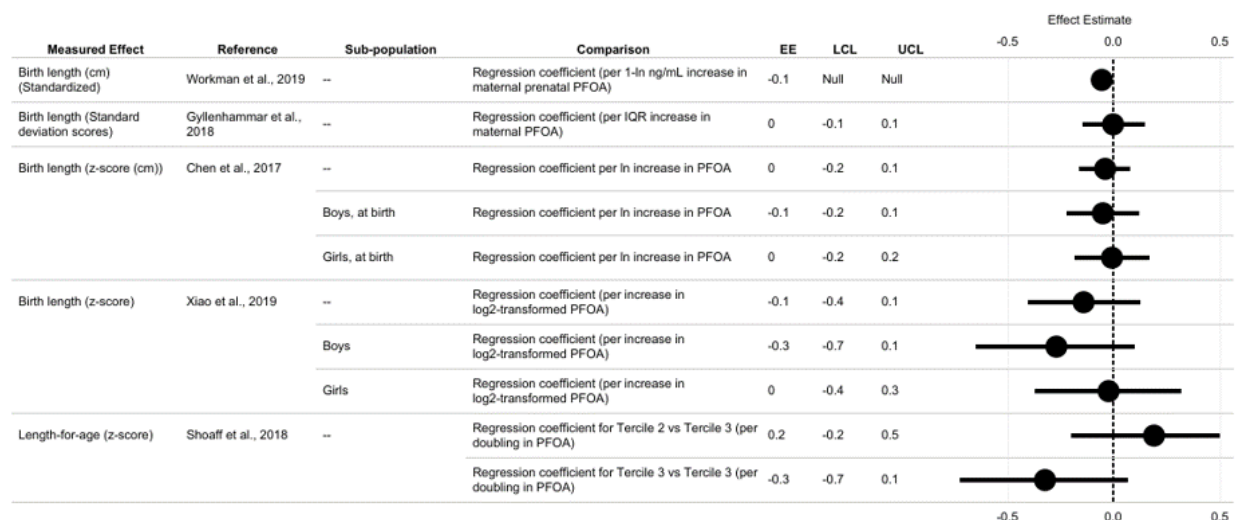 Effect Estimate
Measured Effect Reference Sub-population Comparison EE LCL UCL -0.5 0.0 0.5
Birth length (cm)
(Standardized) Workman et al., 2019 -- Regression coefficient (per 1-ln ng/mL increase in
maternal prenatal PFOA) -0.1 Null Null
Birth length (Standard
deviation scores) Gyllenhammar et al.,
2018 -- Regression coefficient (per IQR increase in
maternal PFOA) 0 -0.1 0.1
Birth length (z-score (cm)) Chen et al., 2017 -- Regression coefficient per ln increase in PFOA 0 -0.2 0.1
Boys, at birth Regression coefficient per ln increase in PFOA -0.1 -0.2 0.1
Girls, at birth Regression coefficient per ln increase in PFOA 0 -0.2 0.2
Birth length (z-score) Xiao et al., 2019 -- Regression coefficient (per increase in
log2-transformed PFOA) -0.1 -0.4 0.1
Boys Regression coefficient (per increase in
log2-transformed PFOA) -0.3 -0.7 0.1
Girls Regression coefficient (per increase in
log2-transformed PFOA) 0 -0.4 0.3
Length-for-age (z-score) Shoaff et al., 2018 -- Regression coefficient for Tercile 2 vs Tercile 3 (per
doubling in PFOA) 0.2 -0.2 0.5
Regression coefficient for Tercile 3 vs Tercile 3 (per
doubling in PFOA) -0.3 -0.7 0.1
-0.5 0.0 0.5